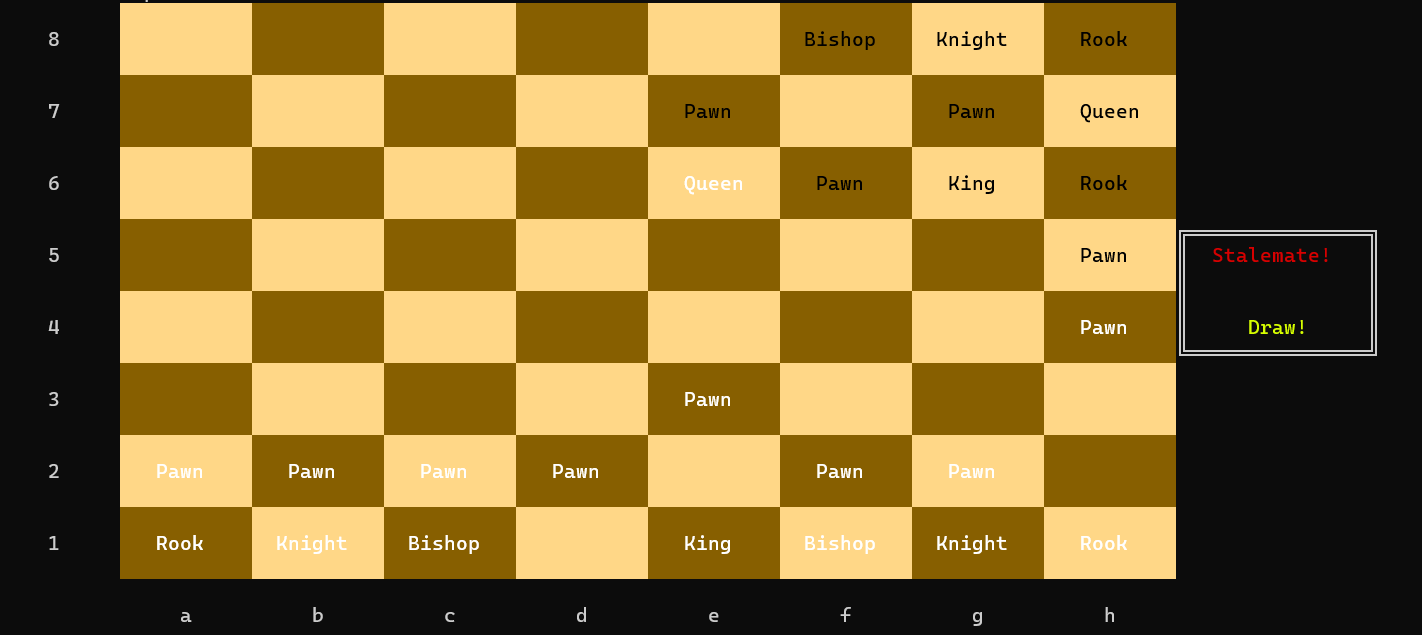 8 Bishop Knight Rook
7 Pawn Pawn Queen
6 Queen Pawn King Rook
5 Pawn Stalemate!
4 Pawn Draw!
3 Pawn
2 Pawn Pawn Pawn Pawn Pawn Pawn
1 Rook Knight Bishop King Bishop Knight Rook
a b c d e f g h